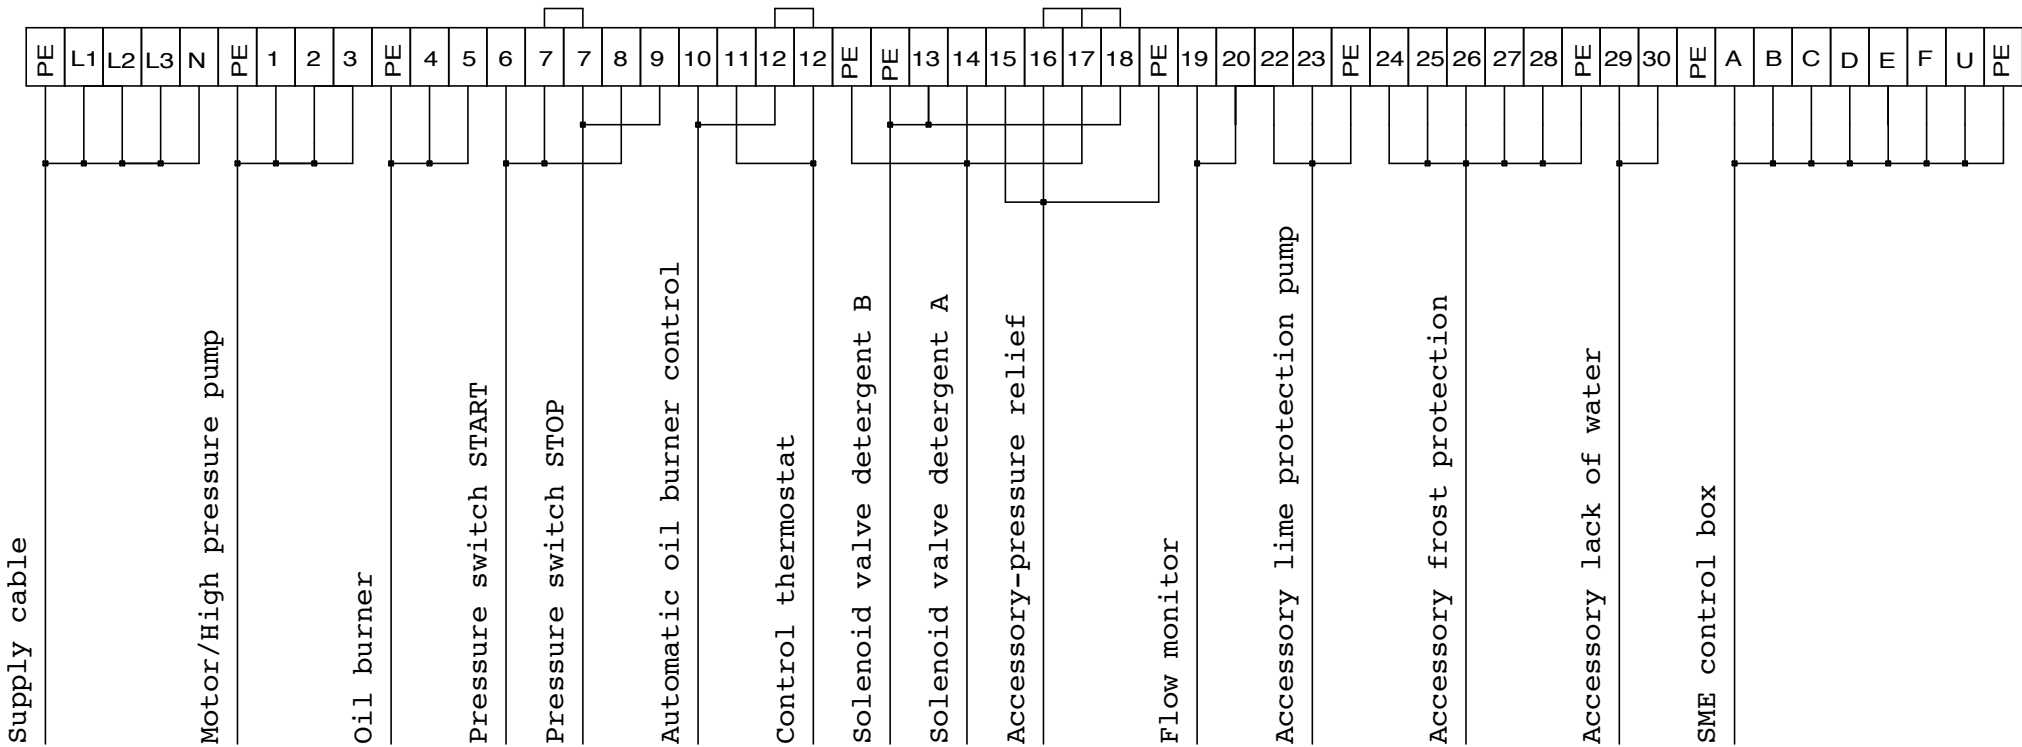 PE L1 L2 L3 N PE 1 2 3 PE 4 5 6 7 7 8 9 10 11 12 12 PE PE 13 14 15 16 17 18 PE 19 20 22 23 PE 24 25 26 27 28 PE 29 30 PE A B C D E F U PE
Supply cable
Motor/High pressure pump
Oil burner
Pressure switch START
Pressure switch STOP
Automatic oil burner control
Control thermostat
Solenoid valve detergent B
Solenoid valve detergent A
Accessory-pressure relief
Flow monitor
Accessory lime protection pump
Accessory frost protection
Accessory lack of water
SME control box